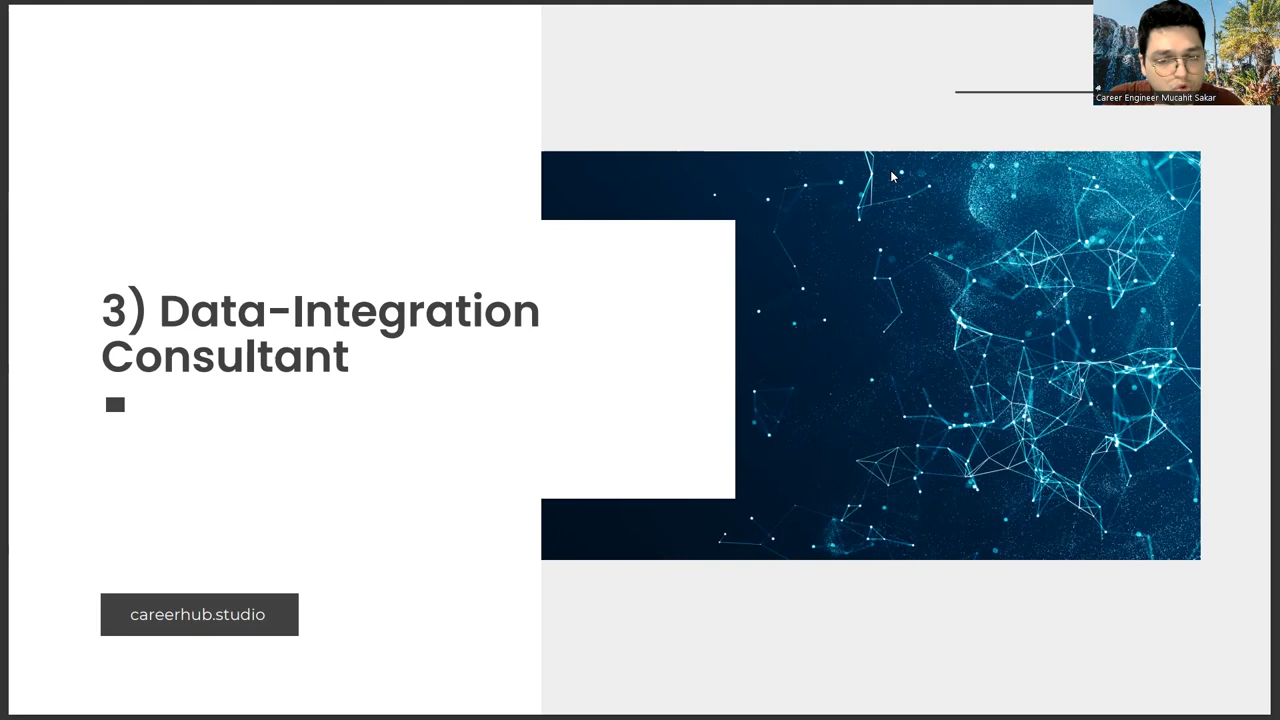 Career Engineer Mucahit Sakar
3) Data-Integration
Consultant
careerhub.studio